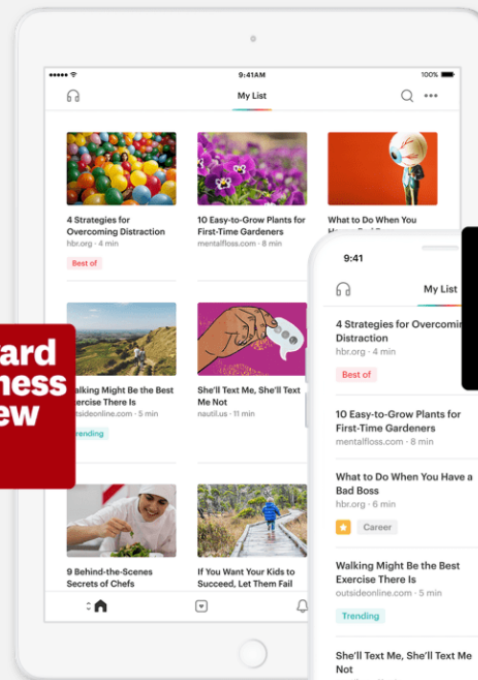 9:41AM
100%
My List
4 Strategies for
Overcoming Distraction
hbr.org · 4 min
Best of
10 Easy-to-Grow Plants for
First-Time Gardeners
mentalfloss.com · 8 min
What to Do When You
ard
ness
ew
alking Might Be the Best
ercise There Is
tsideonline.com · 5 min
rending
She'll Text Me, She'll Text
Me Not
nautil.us · 11 min
9 Behind-the-Scenes
Secrets of Chefs
If You Want Your Kids to
Succeed, Let Them Fail
9:41
My List
4 Strategies for Overcomin
Distraction
hbr.org · 4 min
Best of
10 Easy-to-Grow Plants for
First-Time Gardeners
mentalfloss.com · 8 min
What to Do When You Have a
Bad Boss
hbr.org · 6 min
Career
Walking Might Be the Best
Exercise There Is
outsideonline.com · 5 min
Trending
She'll Text Me, She'll Text Me
Not